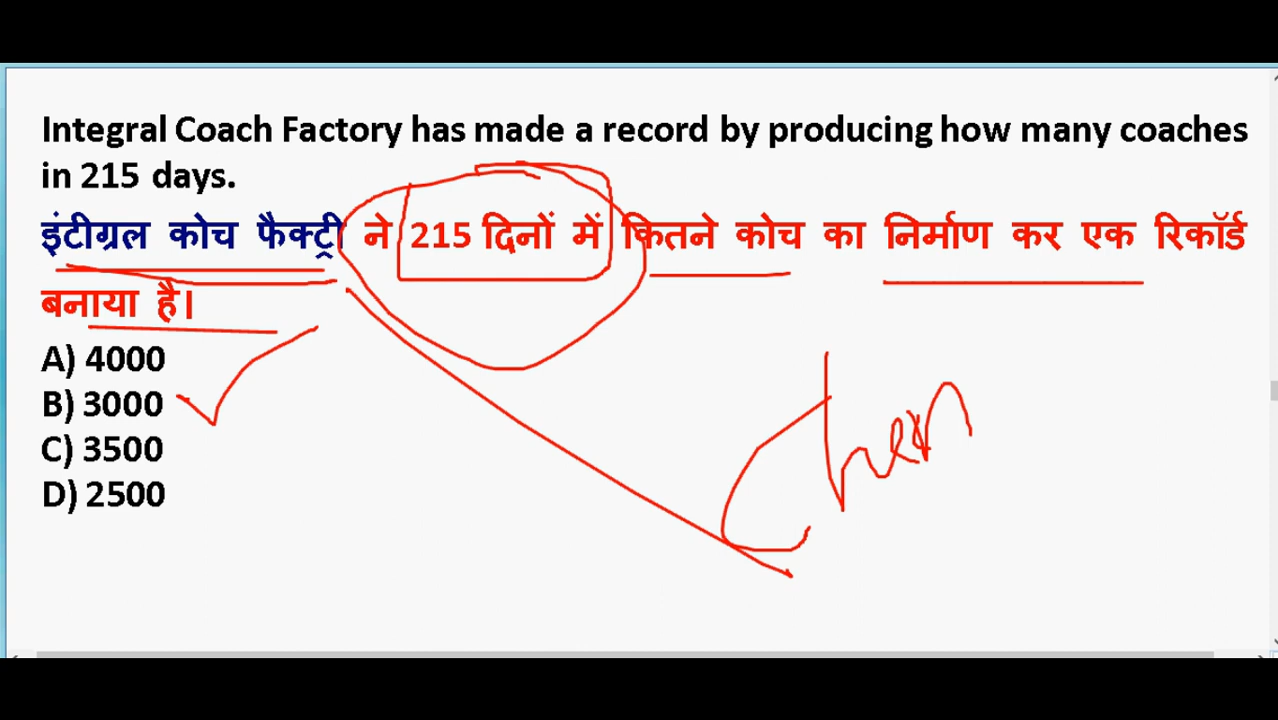 Integral Coach Factory has made a record by producing how many coaches
in 215 days.
इंटीग्रल कोच फैक्ट्री ने 215 दिनों में कितने कोच का निर्माण कर एक रिकॉर्ड
बनाया है।
A) 4000
B) 3000
C) 3500
D) 2500
Chen